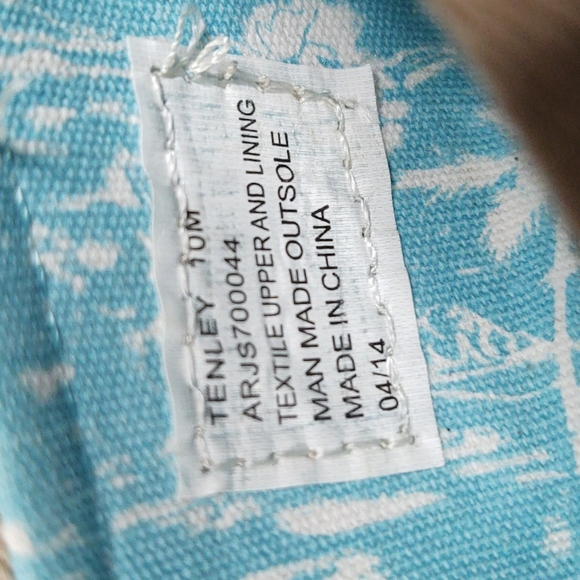 TENLEY 10M
ARJS700044
TEXTILE UPPER AND LINING
MAN MADE OUTSOLE
MADE IN CHINA
04/14